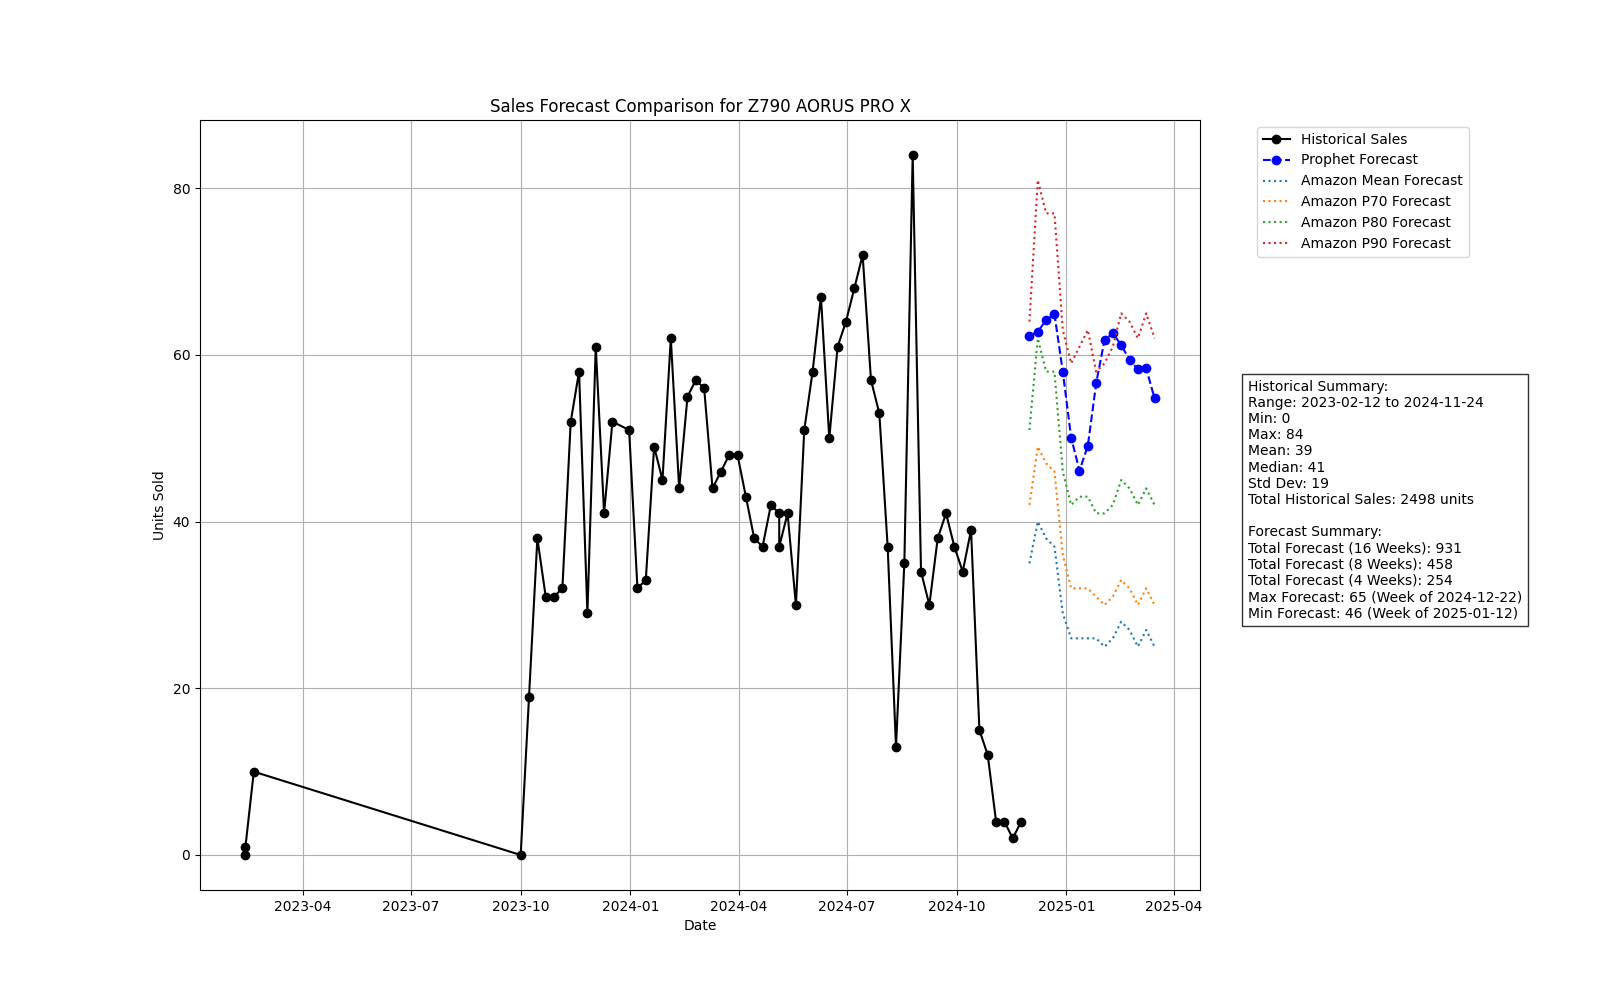 Sales Forecast Comparison for Z790 AORUS PRO X
Historical Sales
Prophet Forecast
Amazon Mean Forecast
Amazon P70 Forecast
Amazon P80 Forecast
Amazon P90 Forecast
80
60
40
20
0
Units Sold
2023-04
2023-07
2023-10
2024-01
2024-04
2024-07
2024-10
2025-01
2025-04
Date
Historical Summary:
Range: 2023-02-12 to 2024-11-24
Min: 0
Max: 84
Mean: 39
Median: 41
Std Dev: 19
Total Historical Sales: 2498 units
Forecast Summary:
Total Forecast (16 Weeks): 931
Total Forecast (8 Weeks): 458
Total Forecast (4 Weeks): 254
Max Forecast: 65 (Week of 2024-12-22)
Min Forecast: 46 (Week of 2025-01-12)